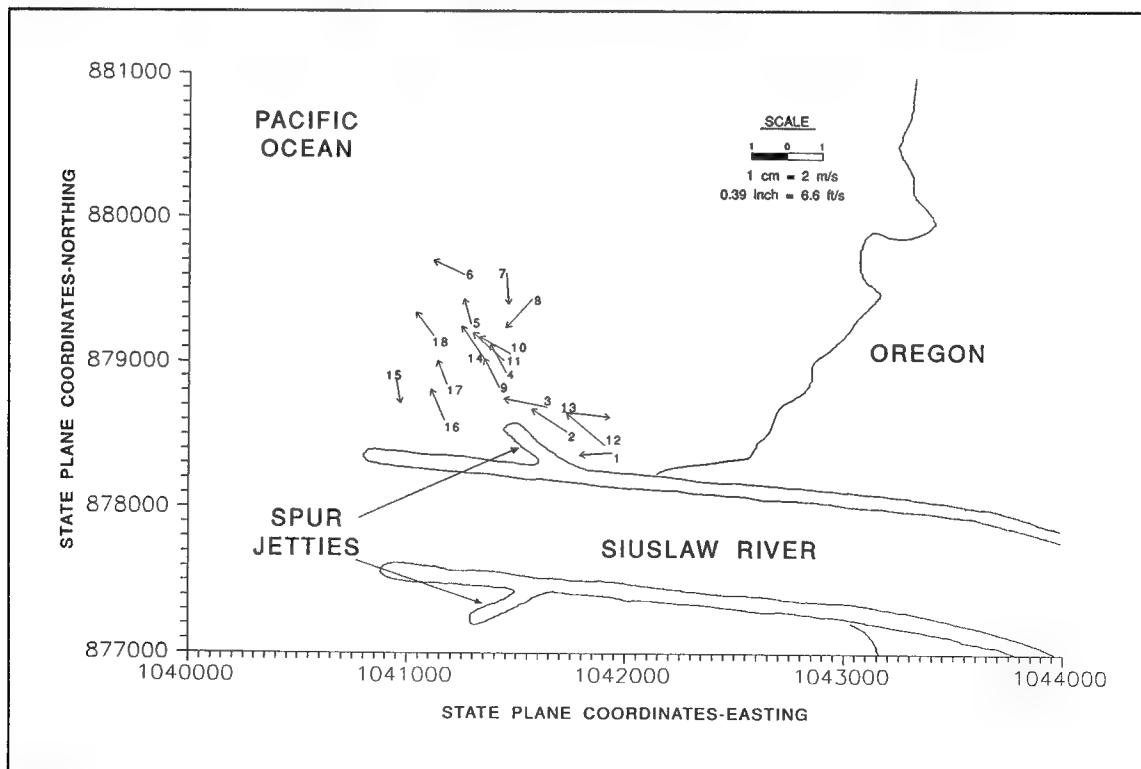 881000
880000
879000
878000
877000
STATE PLANE COORDINATES-NORTHING
PACIFIC
OCEAN
SCALE
1 0 1
1 cm = 2 m/s
0.39 inch = 6.6 ft/s
6
7
8
5
18
10
14
11
4
15
17
9
3
13
16
2
12
1
OREGON
SPUR
JETTIES
SIUSLAW RIVER
1040000
1041000
1042000
1043000
1044000
STATE PLANE COORDINATES-EASTING